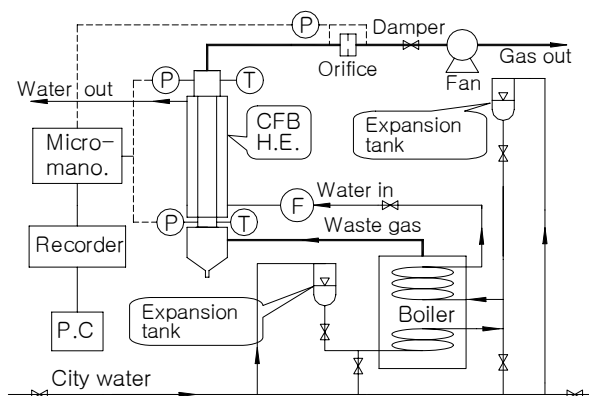 P
Damper
Orifice
Fan
Gas out
Water out
P
T
CFB
H.E.
Expansion
tank
Micro-
mano.
Water in
F
P
T
Waste gas
Recorder
Expansion
tank
Boiler
P.C
City water